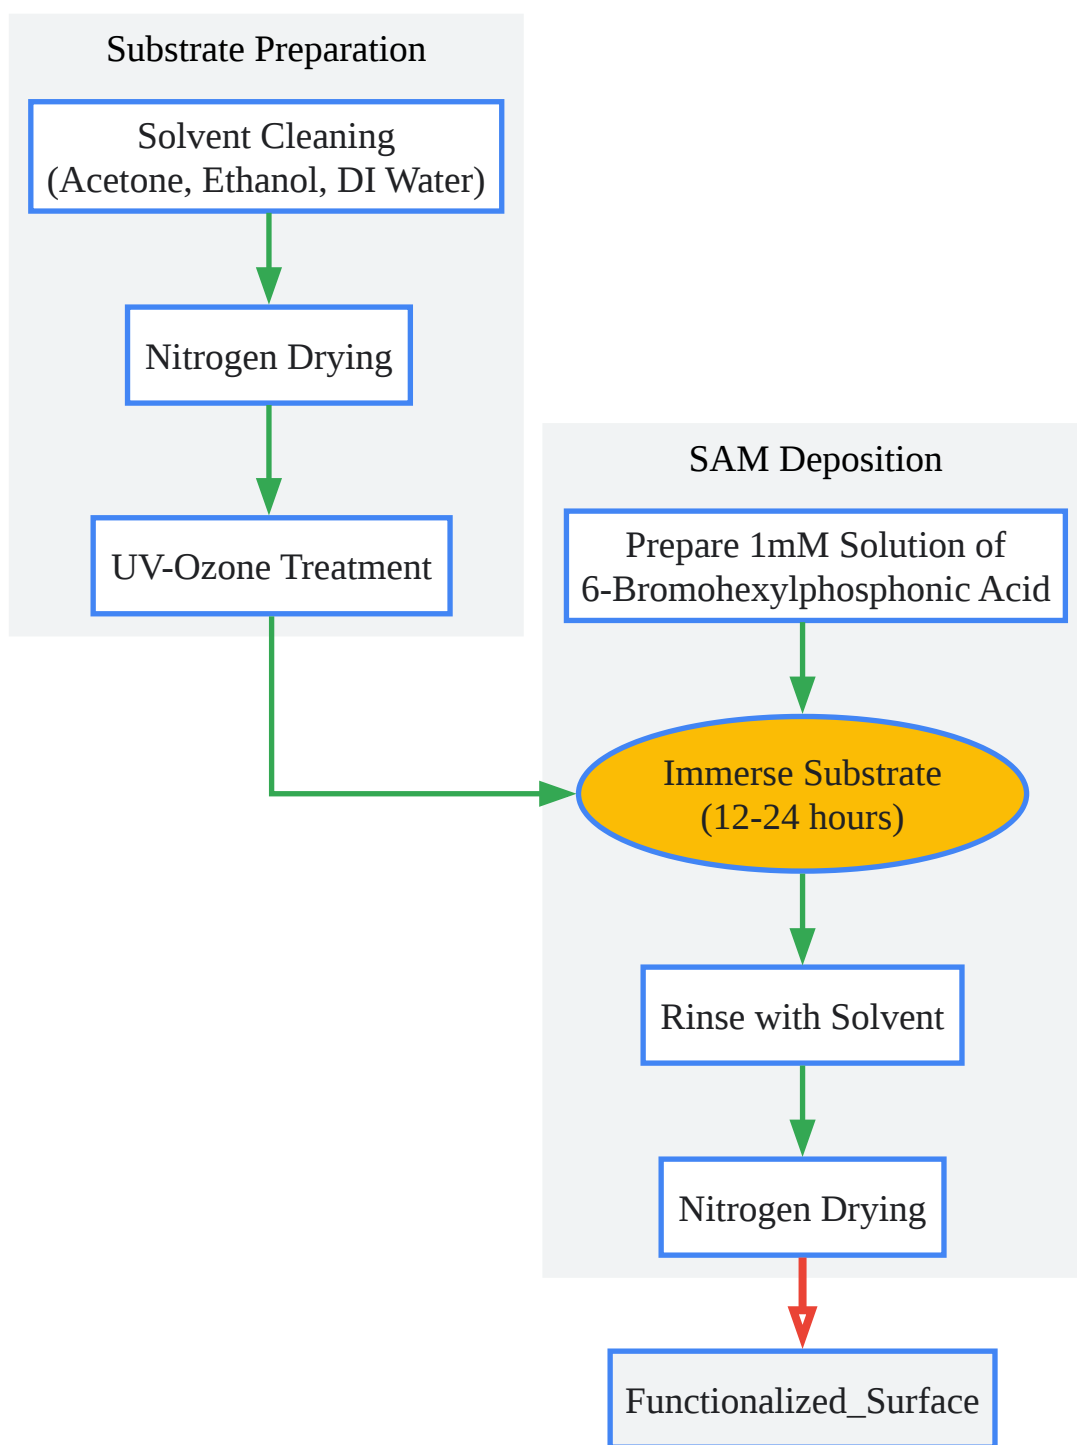 Substrate Preparation
Solvent Cleaning
(Acetone, Ethanol, DI Water)
Nitrogen Drying
UV-Ozone Treatment
SAM Deposition
Prepare 1mM Solution of
6-Bromohexylphosphonic Acid
Immerse Substrate
(12-24 hours)
Rinse with Solvent
Nitrogen Drying
Functionalized_Surface